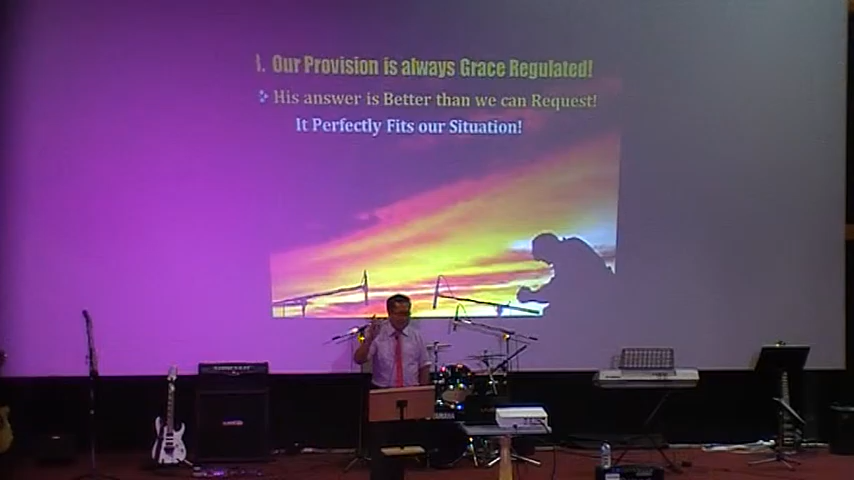 . Our Provision is always Grace Regulated!
His answer is Better than we can Request!
It Perfectly Fits our Situation!